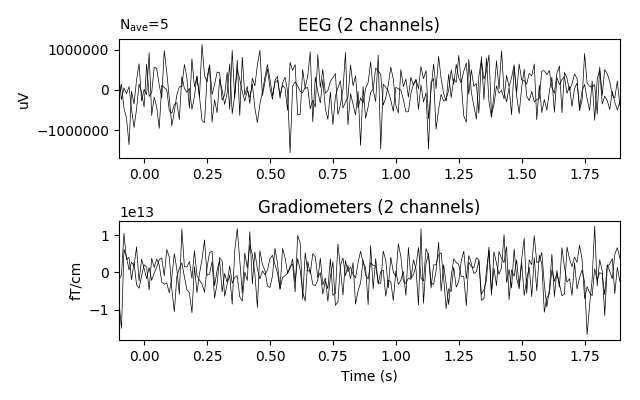 N_ave=5
EEG (2 channels)
1000000
0
−1000000
uV
0.00 0.25 0.50 0.75 1.00 1.25 1.50 1.75
1e13
Gradiometers (2 channels)
1
0
−1
fT/cm
0.00 0.25 0.50 0.75 1.00 1.25 1.50 1.75
Time (s)